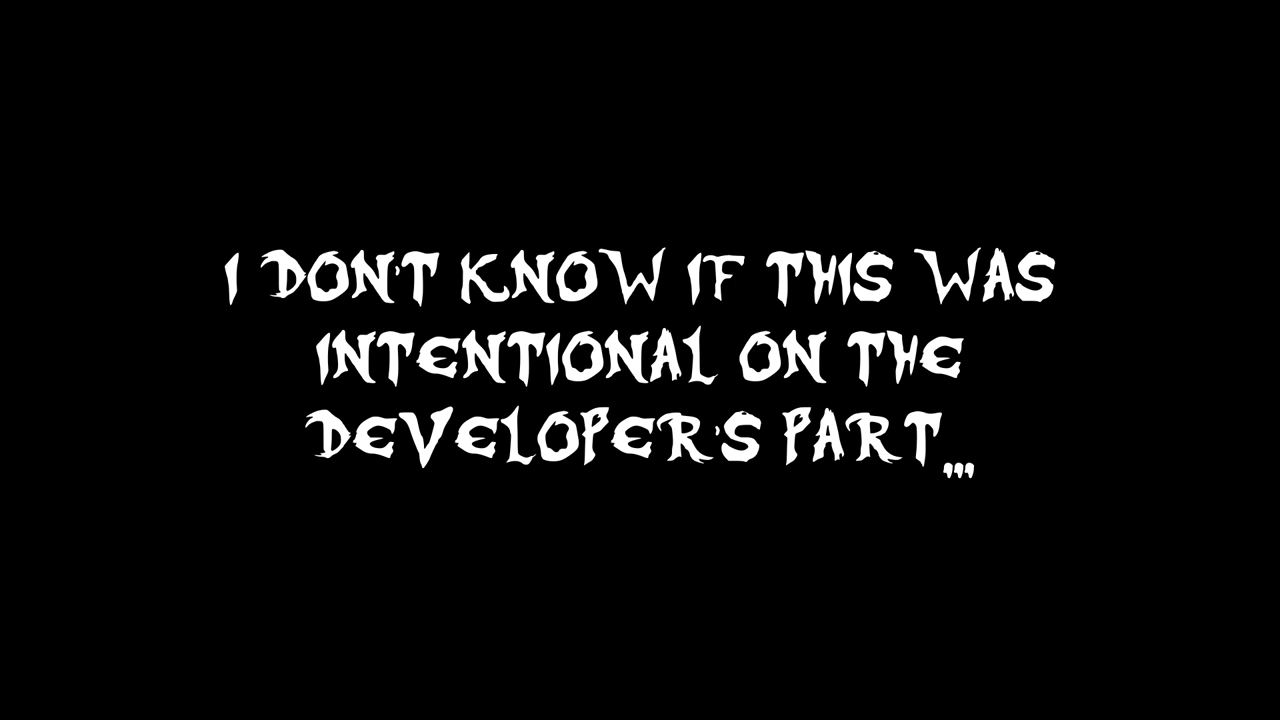 I DON'T KNOW IF THIS WAS
INTENTIONAL ON THE
DEVELOPER'S PART,,,